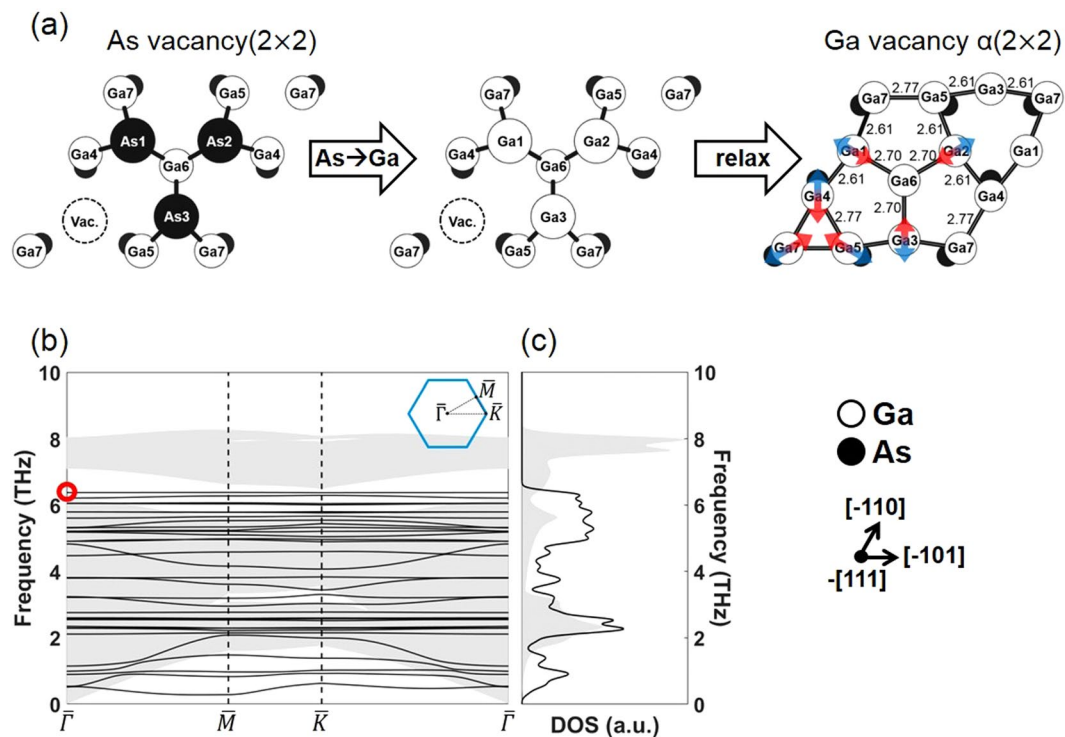 (a)
As vacancy(2×2)
Ga vacancy α(2×2)
Ga7 Ga5 Ga7
As1 As2
Ga4 Ga6 Ga4
Vac. As3
Ga7 Ga5 Ga7
As→Ga
Ga7 Ga5 Ga7
Ga1 Ga2
Ga4 Ga6 Ga4
Vac. Ga3
Ga7 Ga5 Ga7
relax
2.77 2.61 2.61
Ga7 Ga5 Ga3 Ga7
2.61 2.61
Ga1 Ga2 Ga1
2.70 2.70
2.61 Ga6 2.61
Ga4 Ga4
2.77 2.70 2.77
Ga7 Ga5 Ga3 Ga7
(b)
Frequency (THz)
10
8
6
4
2
0
Γ̅ M̅ K̅ Γ̅
M̅
Γ̅ K̅
(c)
10
8
6
4
2
0
Frequency (THz)
DOS (a.u.)
Ga
As
[-110]
[-101]
-[111]